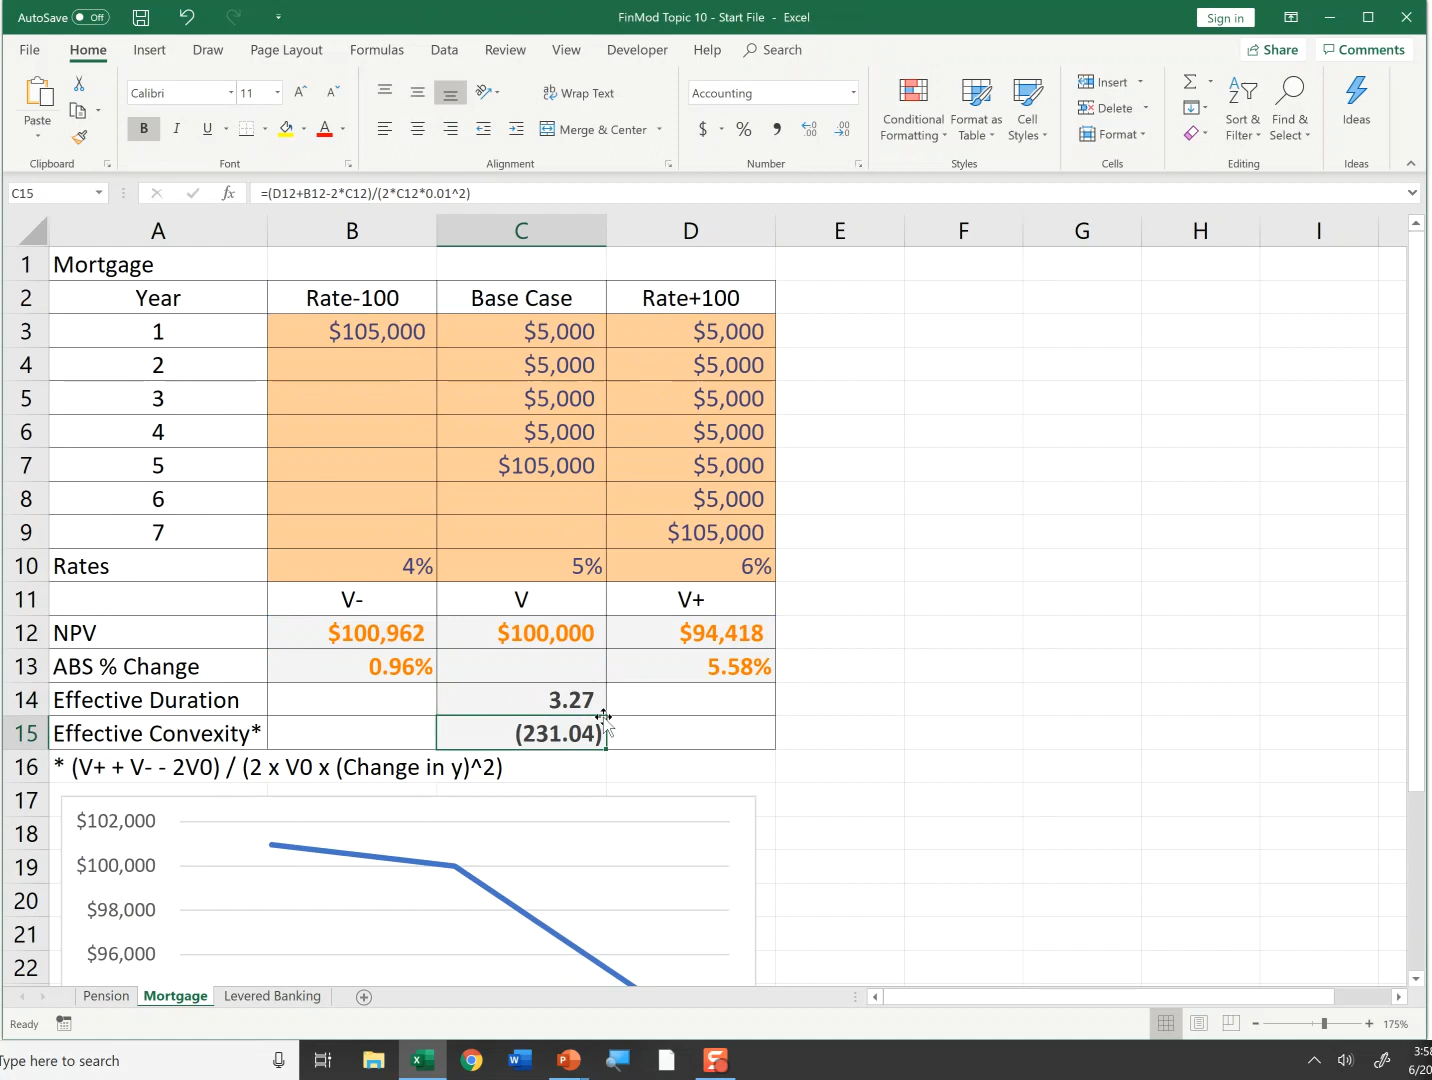 AutoSave Off
FinMod Topic 10 - Start File - Excel
Sign in
File Home Insert Draw Page Layout Formulas Data Review View Developer Help Search Share Comments
Calibri 11 Wrap Text Accounting Insert
Paste Conditional Format as Cell Delete Sort & Find & Ideas
B I U A Merge & Center $ % Formatting Table Styles Format Filter Select
Clipboard Font Alignment Number Styles Cells Editing Ideas
C15 fx =(D12+B12-2*C12)/(2*C12*0.01^2)
A B C D E F G H I
1 Mortgage
2 Year Rate-100 Base Case Rate+100
3 1 $105,000 $5,000 $5,000
4 2 $5,000 $5,000
5 3 $5,000 $5,000
6 4 $5,000 $5,000
7 5 $105,000 $5,000
8 6 $5,000
9 7 $105,000
10 Rates 4% 5% 6%
11 V- V V+
12 NPV $100,962 $100,000 $94,418
13 ABS % Change 0.96% 5.58%
14 Effective Duration 3.27
15 Effective Convexity* (231.04)
16 * (V+ + V- - 2V0) / (2 x V0 x (Change in y)^2)
17
18 $102,000
19 $100,000
20 $98,000
21
22 $96,000
Pension Mortgage Levered Banking
Ready 175%
Type here to search
3:58
6/20